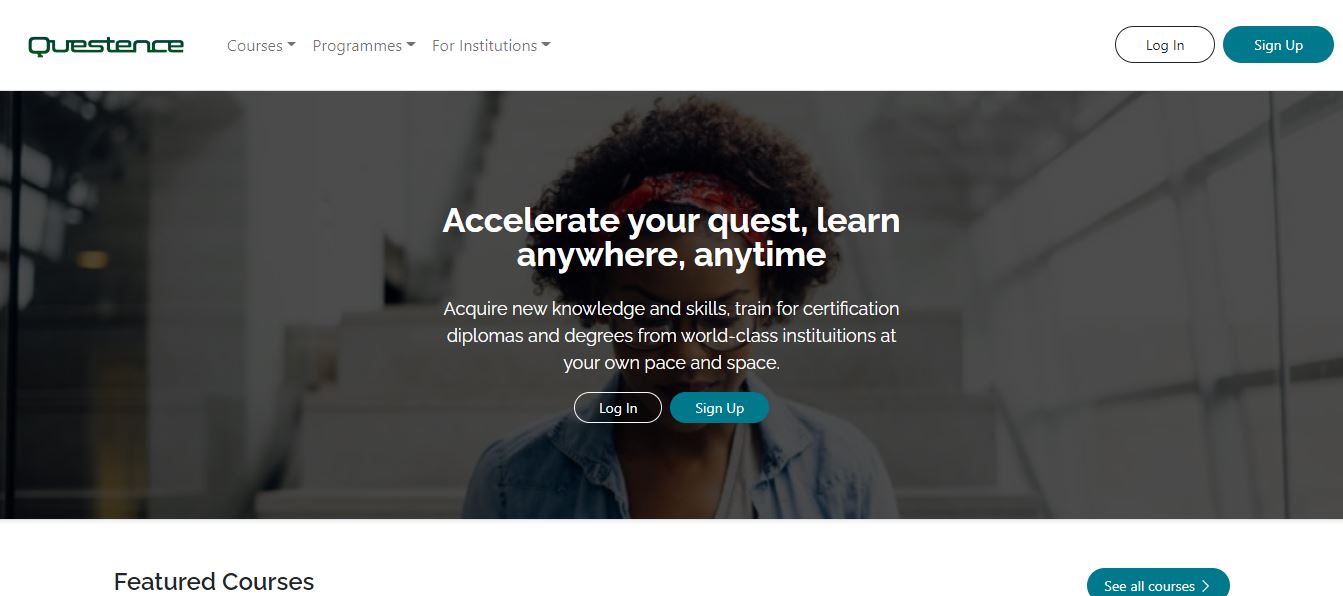 Questence
Courses
Programmes
For Institutions
Log In
Sign Up
Accelerate your quest, learn
anywhere, anytime
Acquire new knowledge and skills, train for certification
diplomas and degrees from world-class instituitions at
your own pace and space.
Log In
Sign Up
Featured Courses
See all courses